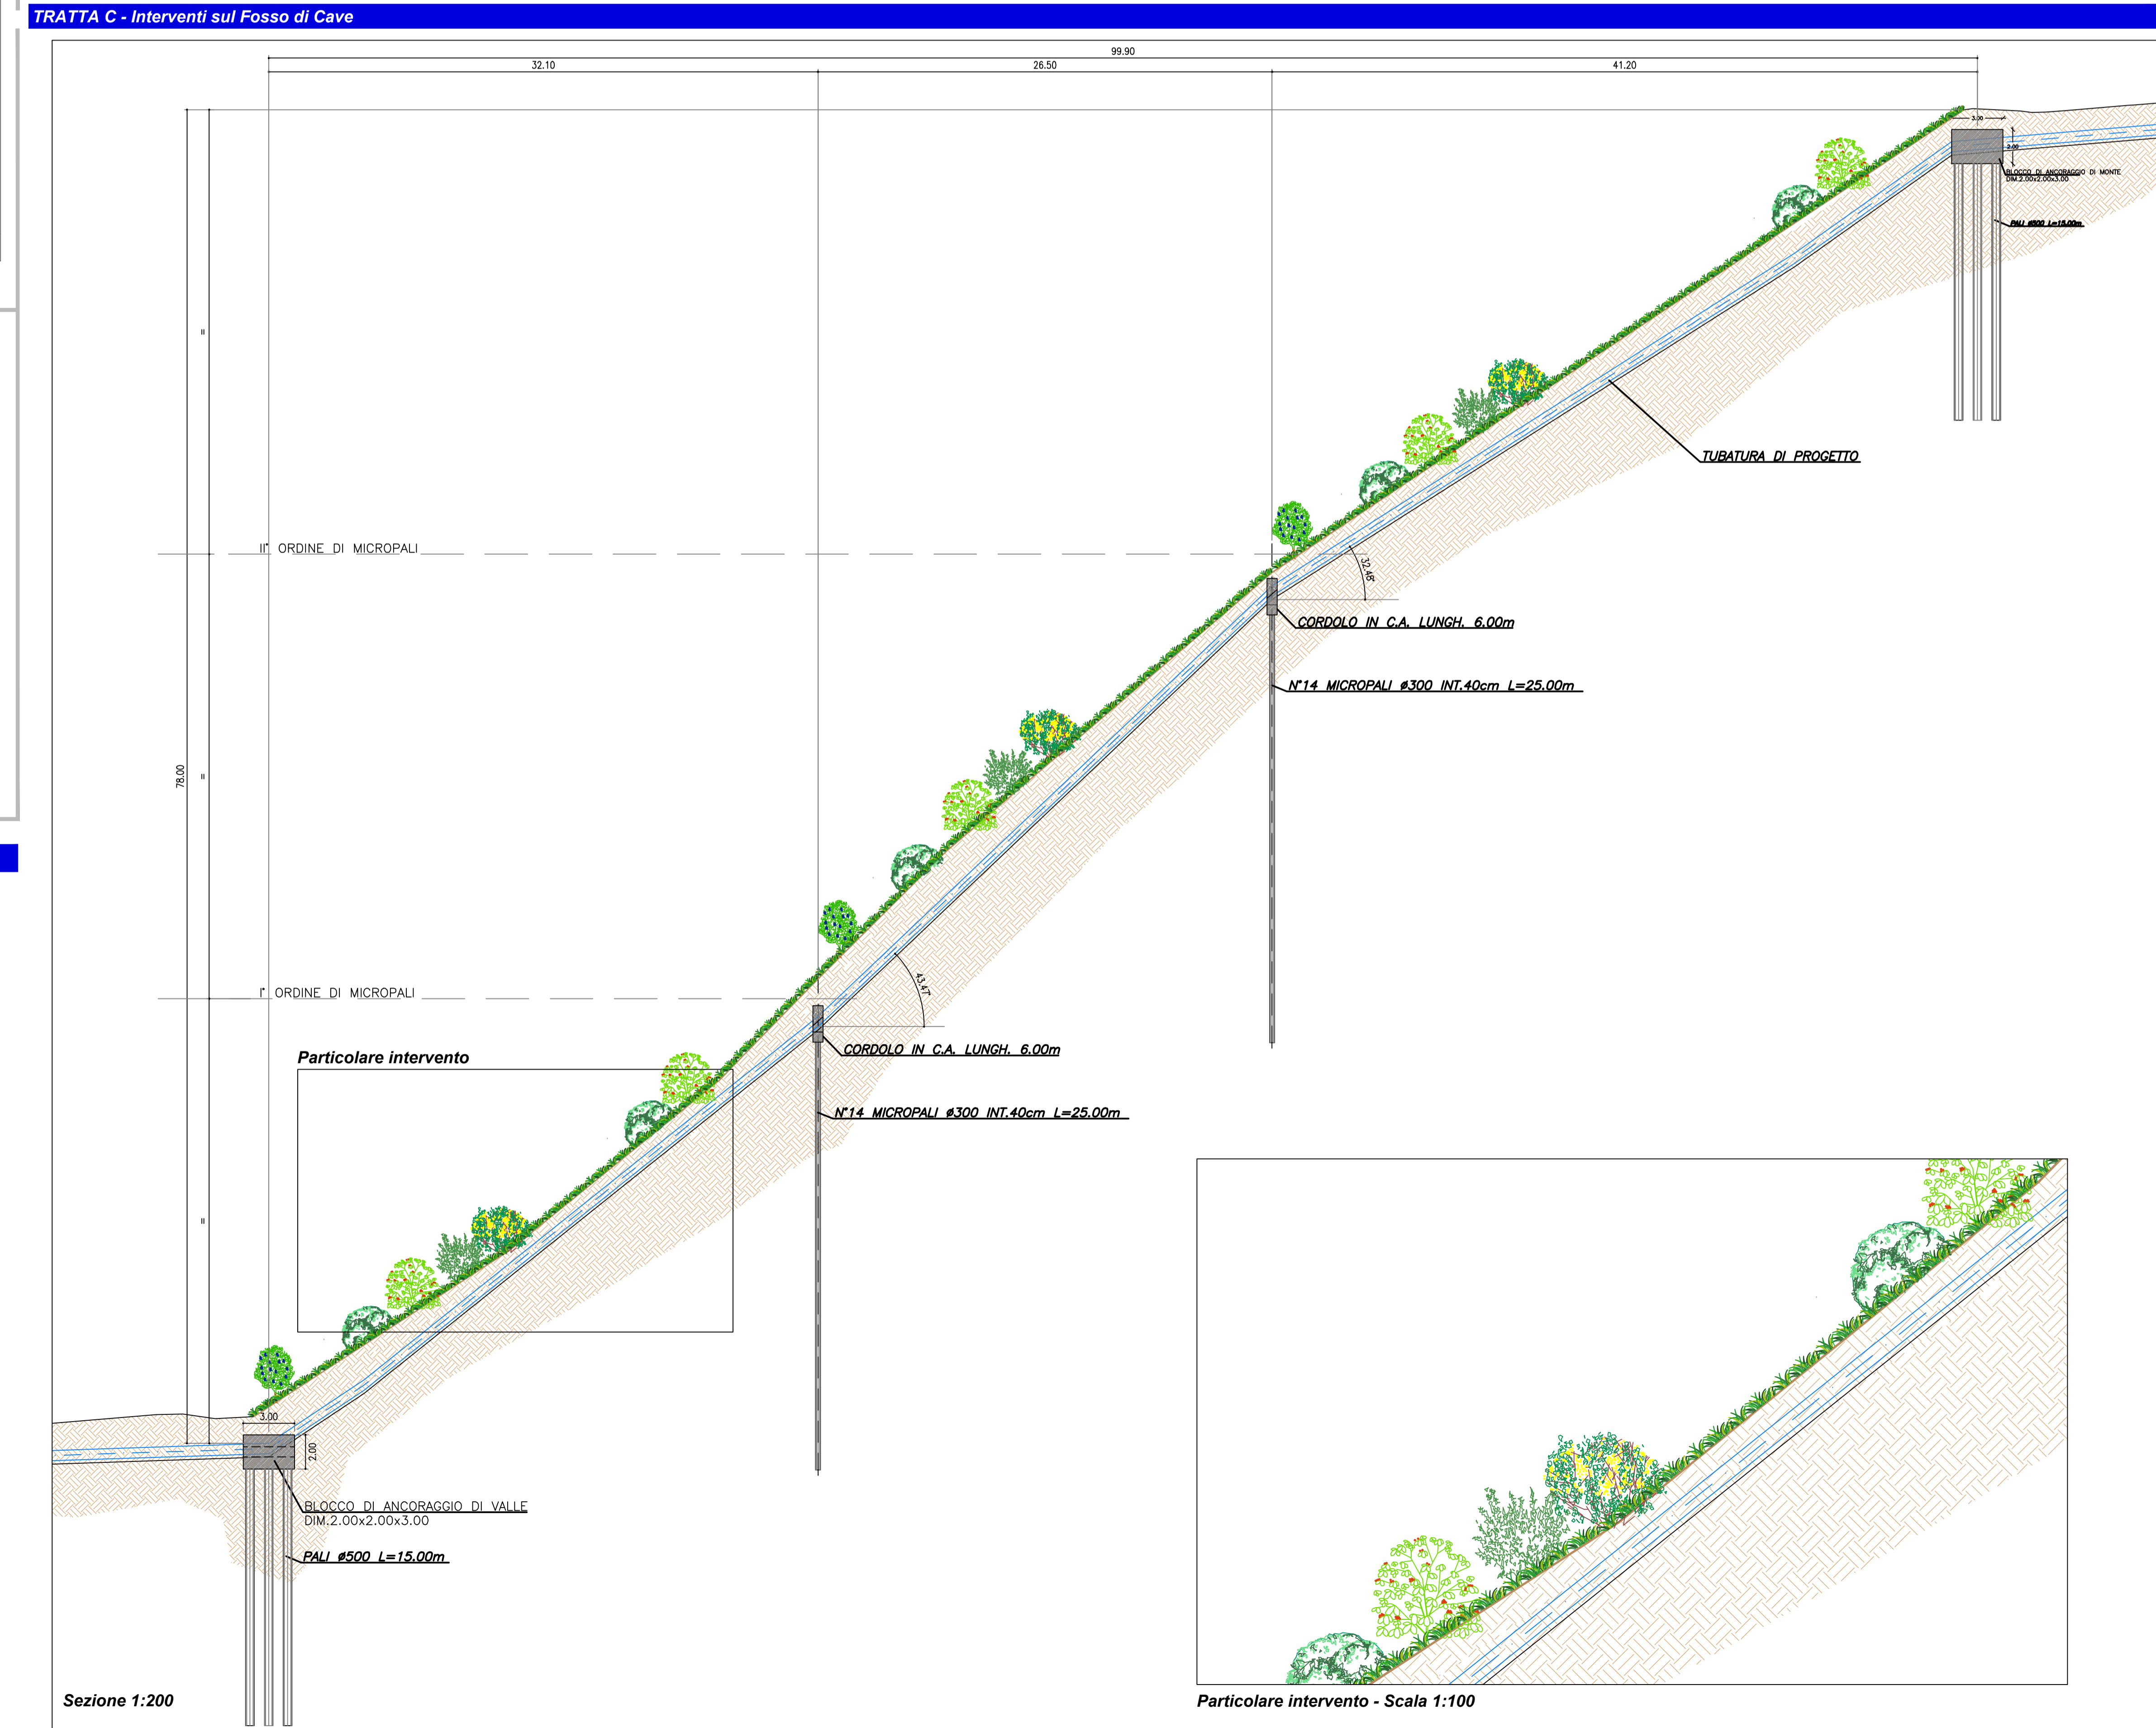 TRATTA C - Interventi sul Fosso di Cave
99.90
32.10
26.50
41.20
3.00
2.00
BLOCCO DI ANCORAGGIO DI MONTE
DIM.2.00x2.00x3.00
PALI ø500 L=15.00m
=
TUBATURA DI PROGETTO
II° ORDINE DI MICROPALI
32.48°
CORDOLO IN C.A. LUNGH. 6.00m
N°14 MICROPALI ø300 INT.40cm L=25.00m
78.00
=
I° ORDINE DI MICROPALI
43.47°
CORDOLO IN C.A. LUNGH. 6.00m
Particolare intervento
N°14 MICROPALI ø300 INT.40cm L=25.00m
=
3.00
2.00
BLOCCO DI ANCORAGGIO DI VALLE
DIM.2.00x2.00x3.00
PALI ø500 L=15.00m
Sezione 1:200
Particolare intervento - Scala 1:100